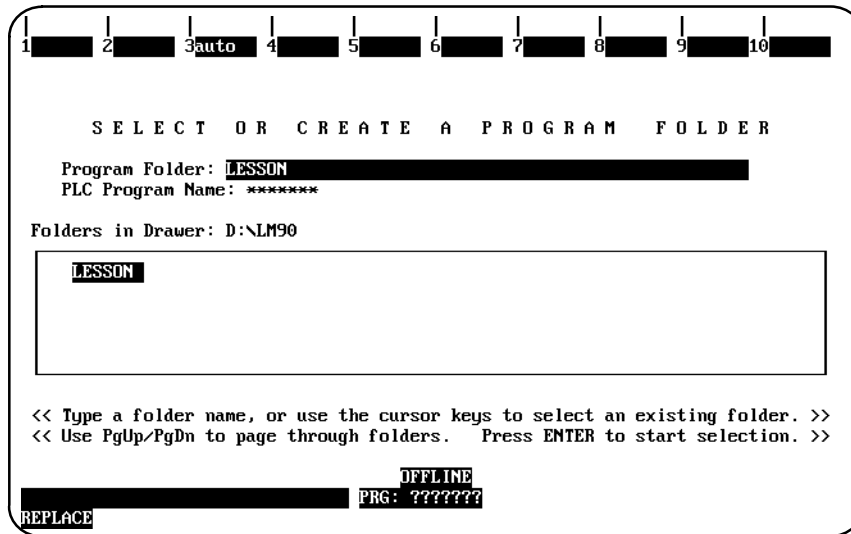 1 2 3auto 4 5 6 7 8 9 10
SELECT OR CREATE A PROGRAM FOLDER
Program Folder: LESSON
PLC Program Name: *******
Folders in Drawer: D:\LM90
LESSON
<< Type a folder name, or use the cursor keys to select an existing folder. >>
<< Use PgUp/PgDn to page through folders. Press ENTER to start selection. >>
OFFLINE
PRG: ???????
REPLACE